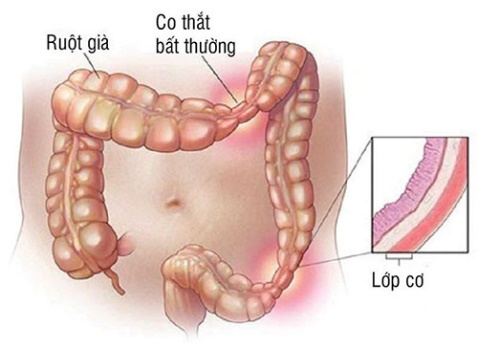 Co thắt
bất thường
Ruột già
Lớp cơ